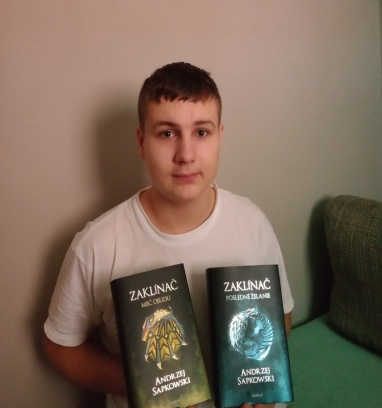 ZAKLÍNAČ
MEČ OSUDU
ANDRZEJ
SAPKOWSKI
ZAKLÍNAČ
POSLEDNÉ ŽELANIE
ANDRZEJ
SAPKOWSKI